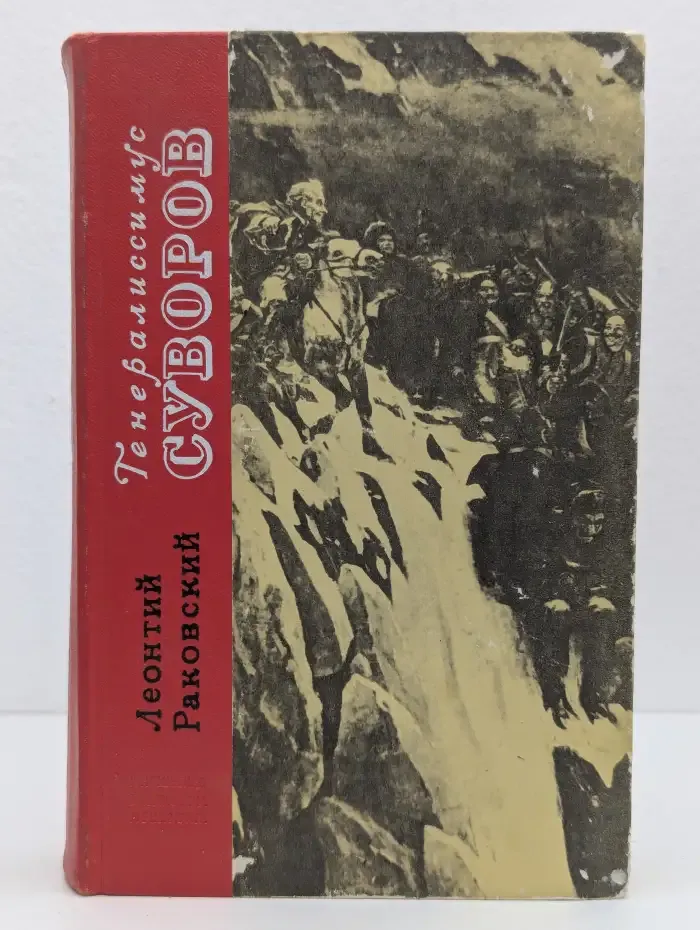 Генералиссимус
СУВОРОВ
Леонтий
Раковский